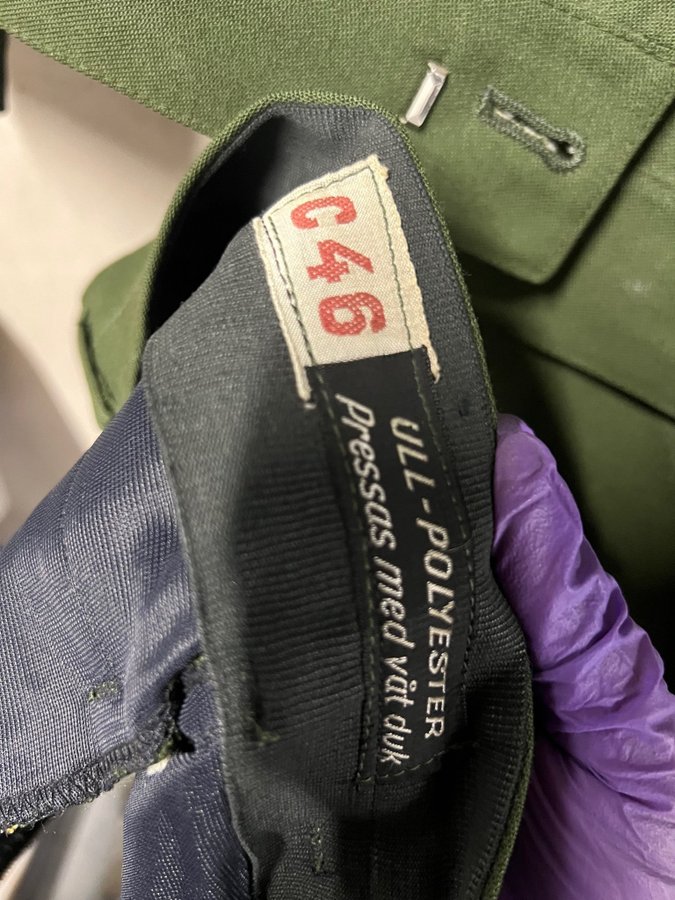 C46
ULL-POLYESTER
Pressas med våt duk